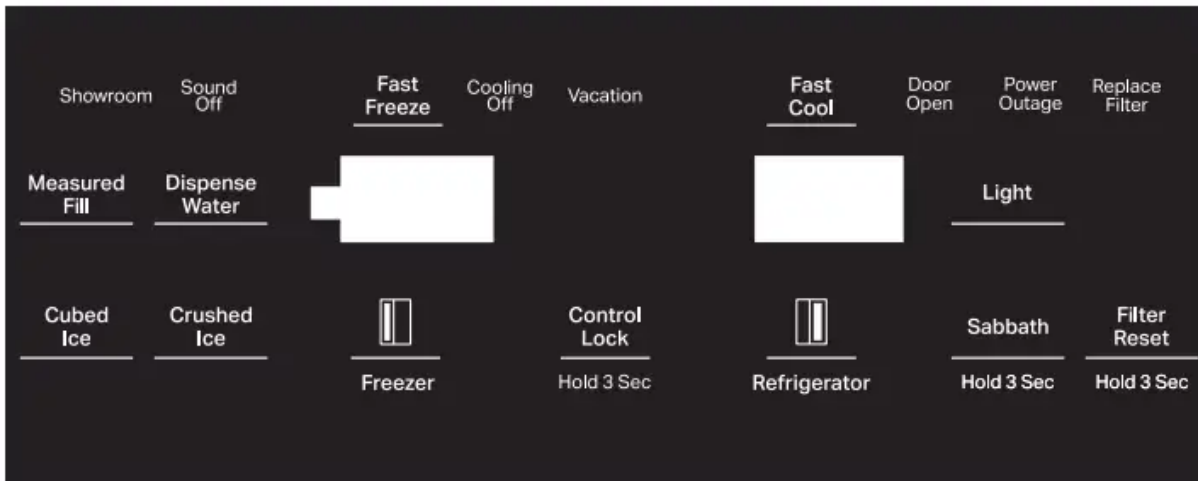 Showroom
Sound
Off
Fast
Freeze
Cooling
Off
Vacation
Fast
Cool
Door
Open
Power
Outage
Replace
Filter
Measured
Fill
Dispense
Water
Light
Cubed
Ice
Crushed
Ice
Freezer
Control
Lock
Hold 3 Sec
Refrigerator
Sabbath
Hold 3 Sec
Filter
Reset
Hold 3 Sec